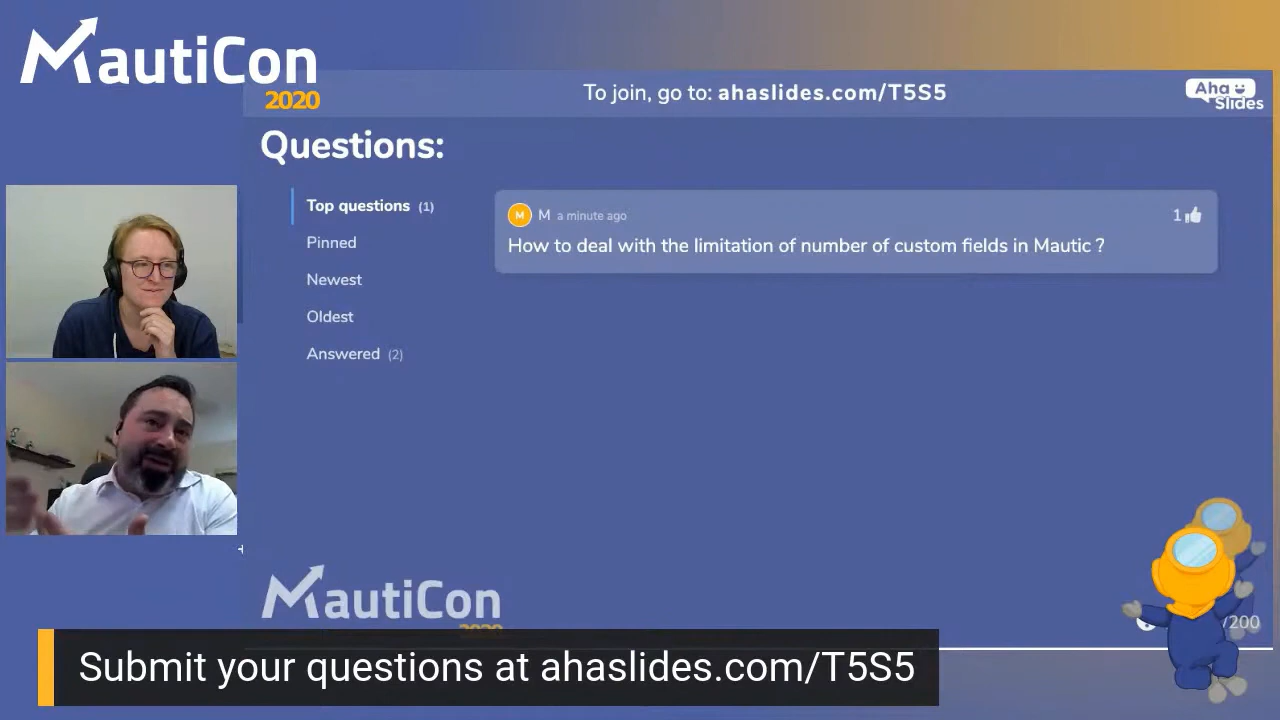 MautiCon
2020
To join, go to: ahaslides.com/T5S5
Aha
Slides
Questions:
Top questions (1)
Pinned
Newest
Oldest
Answered (2)
M M a minute ago
1
How to deal with the limitation of number of custom fields in Mautic ?
MautiCon
2020
/200
Submit your questions at ahaslides.com/T5S5